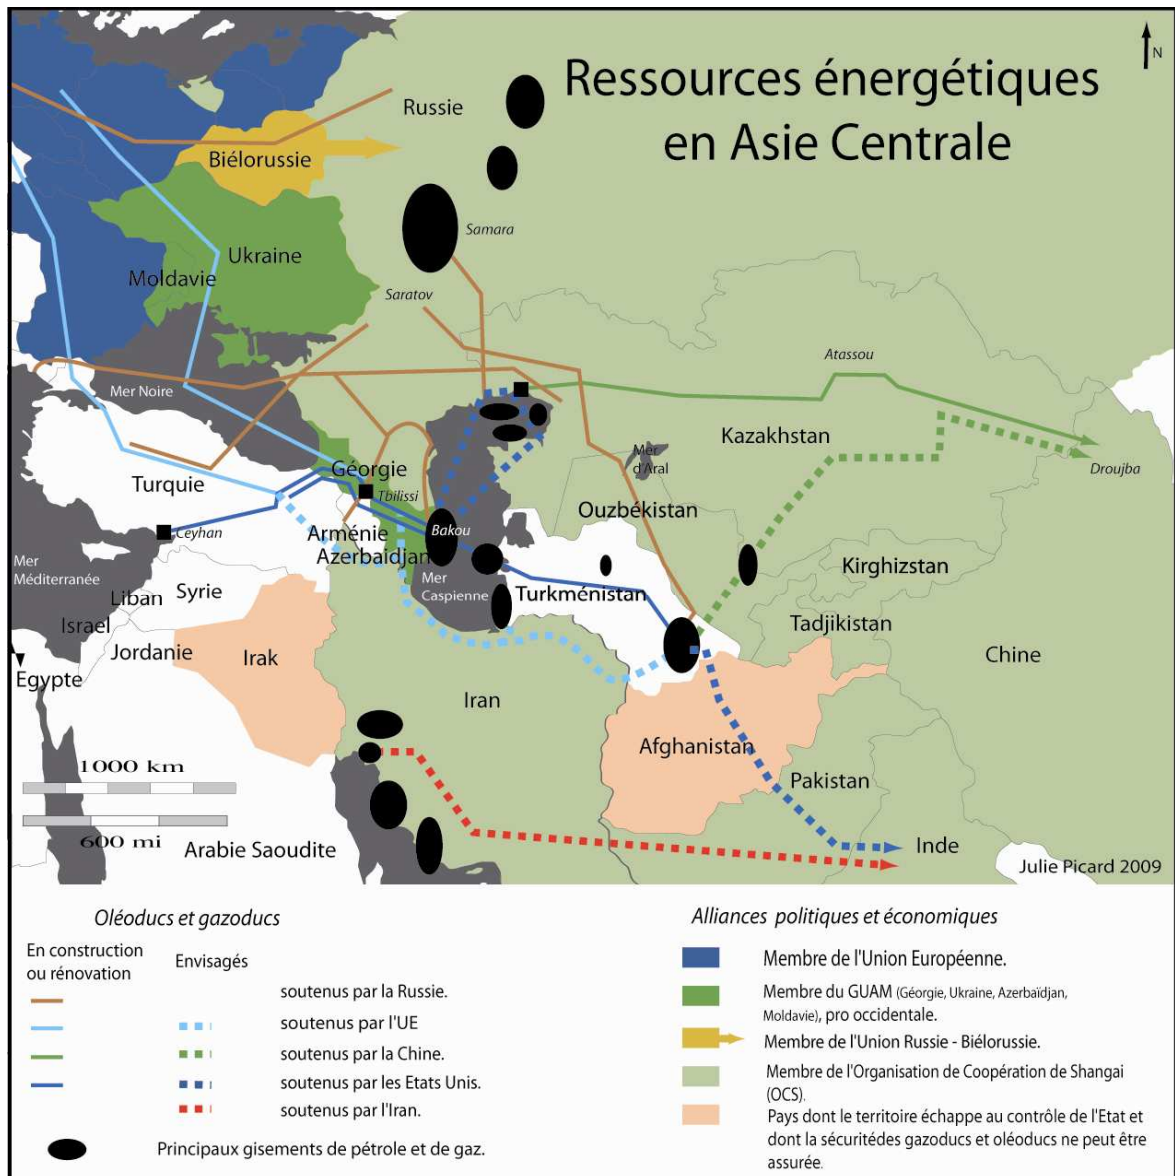 Ressources énergétiques
en Asie Centrale
N
Russie
Biélorussie
Samara
Ukraine
Moldavie
Saratov
Atassou
Mer Noire
Kazakhstan
Mer
d'Aral
Droujba
Géorgie
Turquie
Tbilissi
Ouzbékistan
Ceyhan
Arménie
Bakou
Azerbaidjan
Mer
Méditerranée
Mer
Caspienne
Kirghizstan
Turkménistan
Syrie
Liban
Israel
Tadjikistan
Jordanie
Irak
Chine
Egypte
Iran
Afghanistan
1000 km
Pakistan
600 mi
Arabie Saoudite
Inde
Julie Picard 2009
Oléoducs et gazoducs
En construction
ou rénovation
Envisagés
soutenus par la Russie.
soutenus par l'UE
soutenus par la Chine.
soutenus par les Etats Unis.
soutenus par l'Iran.
Principaux gisements de pétrole et de gaz.
Alliances politiques et économiques
Membre de l'Union Européenne.
Membre du GUAM (Géorgie, Ukraine, Azerbaïdjan,
Moldavie), pro occidentale.
Membre de l'Union Russie - Biélorussie.
Membre de l'Organisation de Coopération de Shangai
(OCS).
Pays dont le territoire échappe au contrôle de l'Etat et
dont la sécuritédes gazoducs et oléoducs ne peut être
assurée.